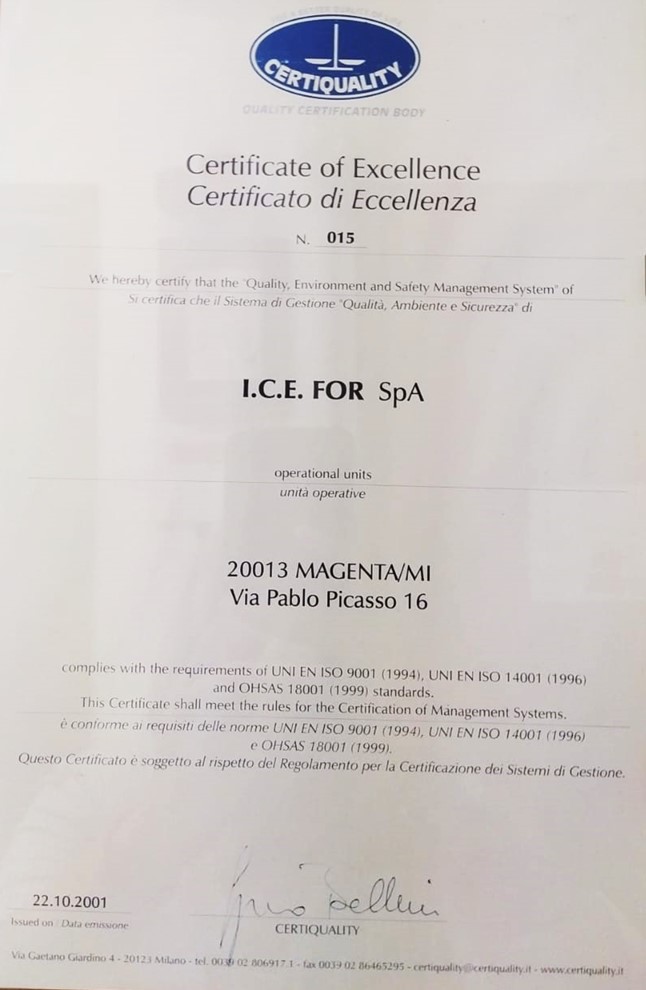 CERTIQUALITY
QUALITY CERTIFICATION BODY
Certificate of Excellence
Certificato di Eccellenza
N. 015
We hereby certify that the "Quality, Environment and Safety Management System" of
Si certifica che il Sistema di Gestione "Qualità, Ambiente e Sicurezza" di
I.C.E. FOR SpA
operational units
unità operative
20013 MAGENTA/MI
Via Pablo Picasso 16
complies with the requirements of UNI EN ISO 9001 (1994), UNI EN ISO 14001 (1996)
and OHSAS 18001 (1999) standards.
This Certificate shall meet the rules for the Certification of Management Systems.
è conforme ai requisiti delle norme UNI EN ISO 9001 (1994), UNI EN ISO 14001 (1996)
e OHSAS 18001 (1999).
Questo Certificato è soggetto al rispetto del Regolamento per la Certificazione dei Sistemi di Gestione.
22.10.2001
Issued on / Data emissione
CERTIQUALITY
Via Gaetano Giardino 4 - 20123 Milano - tel. 0039 02 806917.1 - fax 0039 02 86465295 - certiquality@certiquality.it - www.certiquality.it